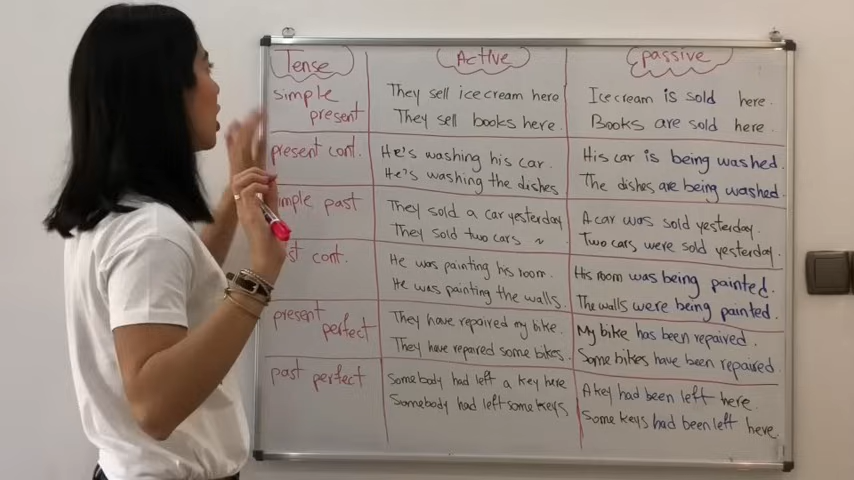 Tense Active Passive
simple present
They sell ice cream here
They sell books here.
Ice cream is sold here.
Books are sold here.
present cont.
He's washing his car.
He's washing the dishes
His car is being washed.
The dishes are being washed.
imple past
They sold a car yesterday
They sold two cars ~
A car was sold yesterday.
Two cars were sold yesterday.
st cont.
He was painting his room.
He was painting the walls.
His room was being painted.
The walls were being painted.
present perfect
They have repaired my bike.
They have repaired some bikes.
My bike has been repaired.
Some bikes have been repaired.
past perfect
Somebody had left a key here
Somebody had left some keys
A key had been left here.
Some keys had been left here.